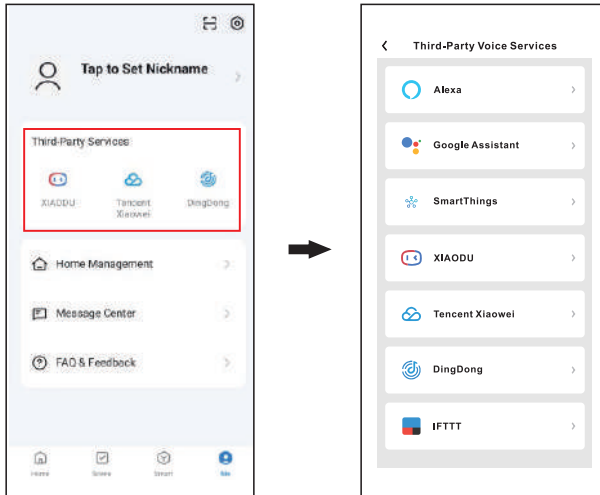 Tap to Set Nickname
Third-Party Services
XIAODU
Tencent
Xiaowei
DingDong
Home Management
Message Center
FAQ & Feedback
Home
Scene
Smart
Me
Third-Party Voice Services
Alexa
Google Assistant
SmartThings
XIAODU
Tencent Xiaowei
DingDong
IFTTT